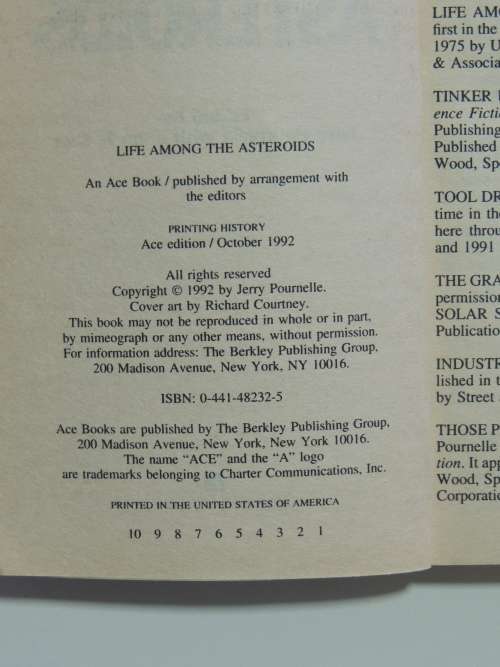 LIFE AMONG THE ASTEROIDS
An Ace Book / published by arrangement with
the editors
PRINTING HISTORY
Ace edition / October 1992
All rights reserved
Copyright © 1992 by Jerry Pournelle.
Cover art by Richard Courtney.
This book may not be reproduced in whole or in part,
by mimeograph or any other means, without permission.
For information address: The Berkley Publishing Group,
200 Madison Avenue, New York, NY 10016.
ISBN: 0-441-48232-5
Ace Books are published by The Berkley Publishing Group,
200 Madison Avenue, New York, New York 10016.
The name “ACE” and the “A” logo
are trademarks belonging to Charter Communications, Inc.
PRINTED IN THE UNITED STATES OF AMERICA
10 9 8 7 6 5 4 3 2 1
LIFE AMO
first in the
1975 by U
& Associa
TINKER
ence Fictio
Publishing
Published
Wood, Spe
TOOL DR
time in the
here throu
and 1991
THE GRA
permission
SOLAR S
Publicatio
INDUSTR
lished in t
by Street
THOSE P
Pournelle
tion. It app
Wood, Sp
Corporatio